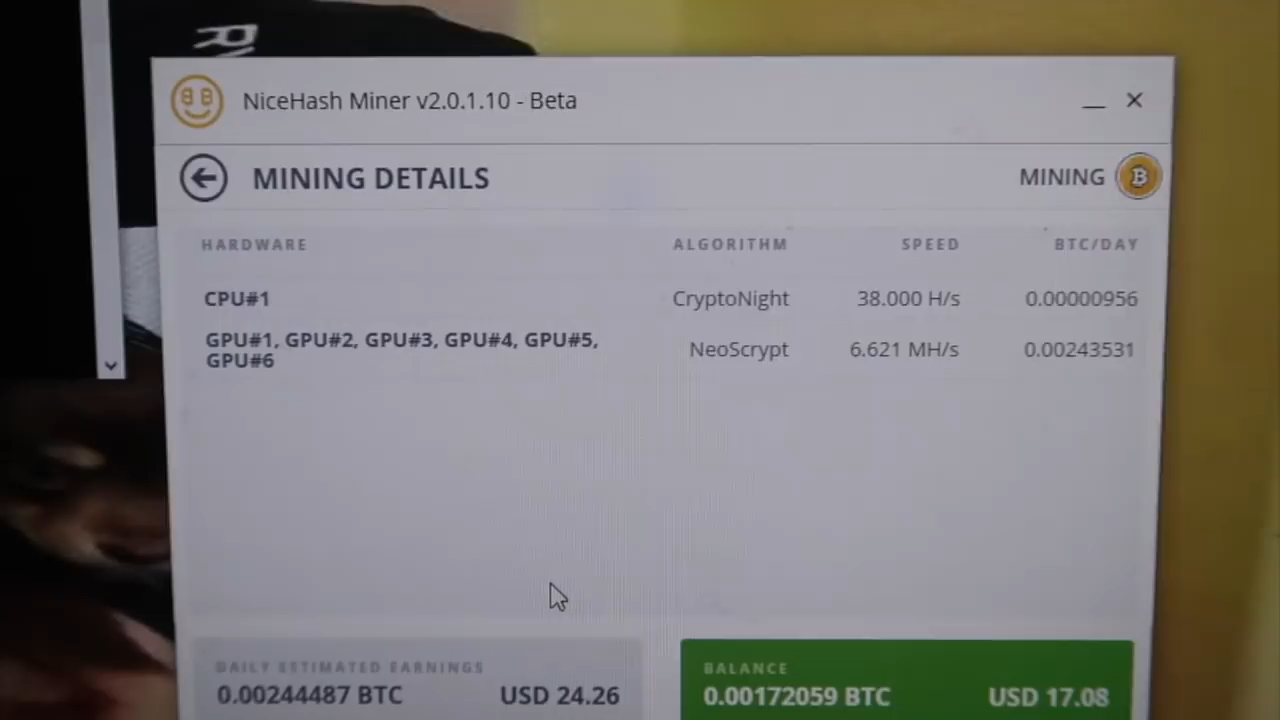 NiceHash Miner v2.0.1.10 - Beta
MINING DETAILS
MINING
HARDWARE ALGORITHM SPEED BTC/DAY
CPU#1 CryptoNight 38.000 H/s 0.00000956
GPU#1, GPU#2, GPU#3, GPU#4, GPU#5,
GPU#6
NeoScrypt 6.621 MH/s 0.00243531
DAILY ESTIMATED EARNINGS
0.00244487 BTC USD 24.26
BALANCE
0.00172059 BTC USD 17.08